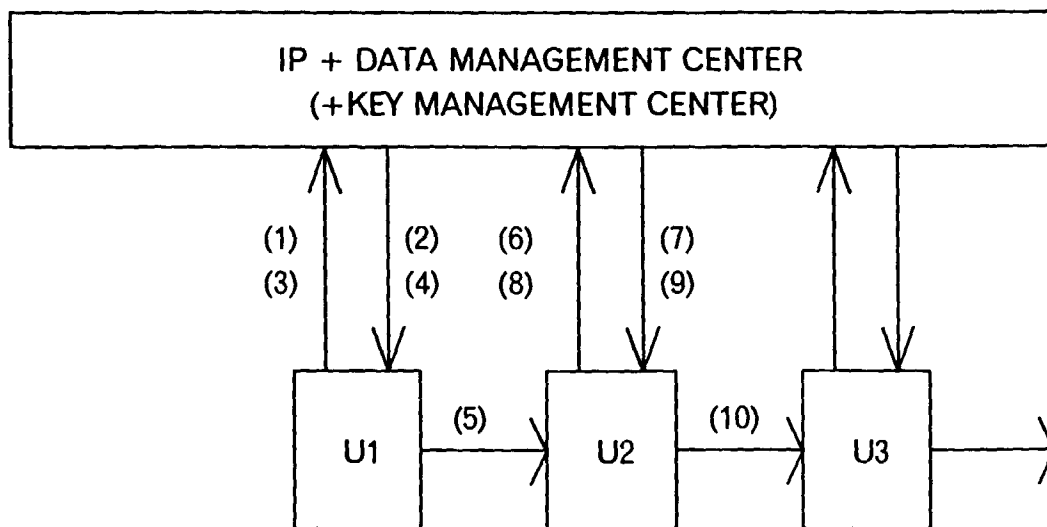 IP + DATA MANAGEMENT CENTER
(+KEY MANAGEMENT CENTER)
(1) (2) (6) (7)
(3) (4) (8) (9)
(5) (10)
U1 U2 U3